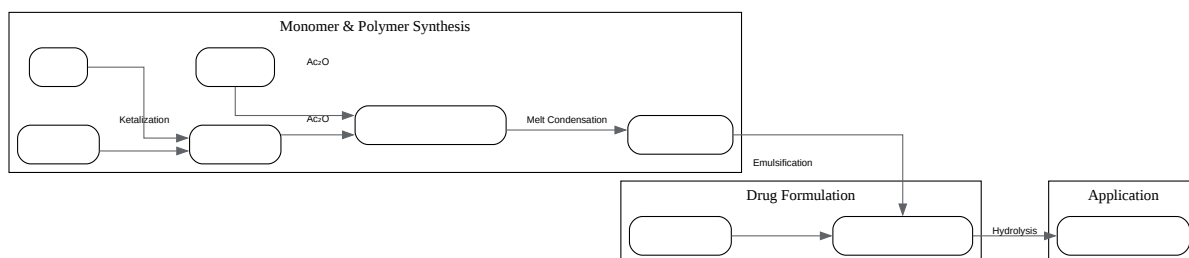 Monomer & Polymer Synthesis
Ac₂O
Ketalization
Ac₂O
Melt Condensation
Emulsification
Drug Formulation
Application
Hydrolysis